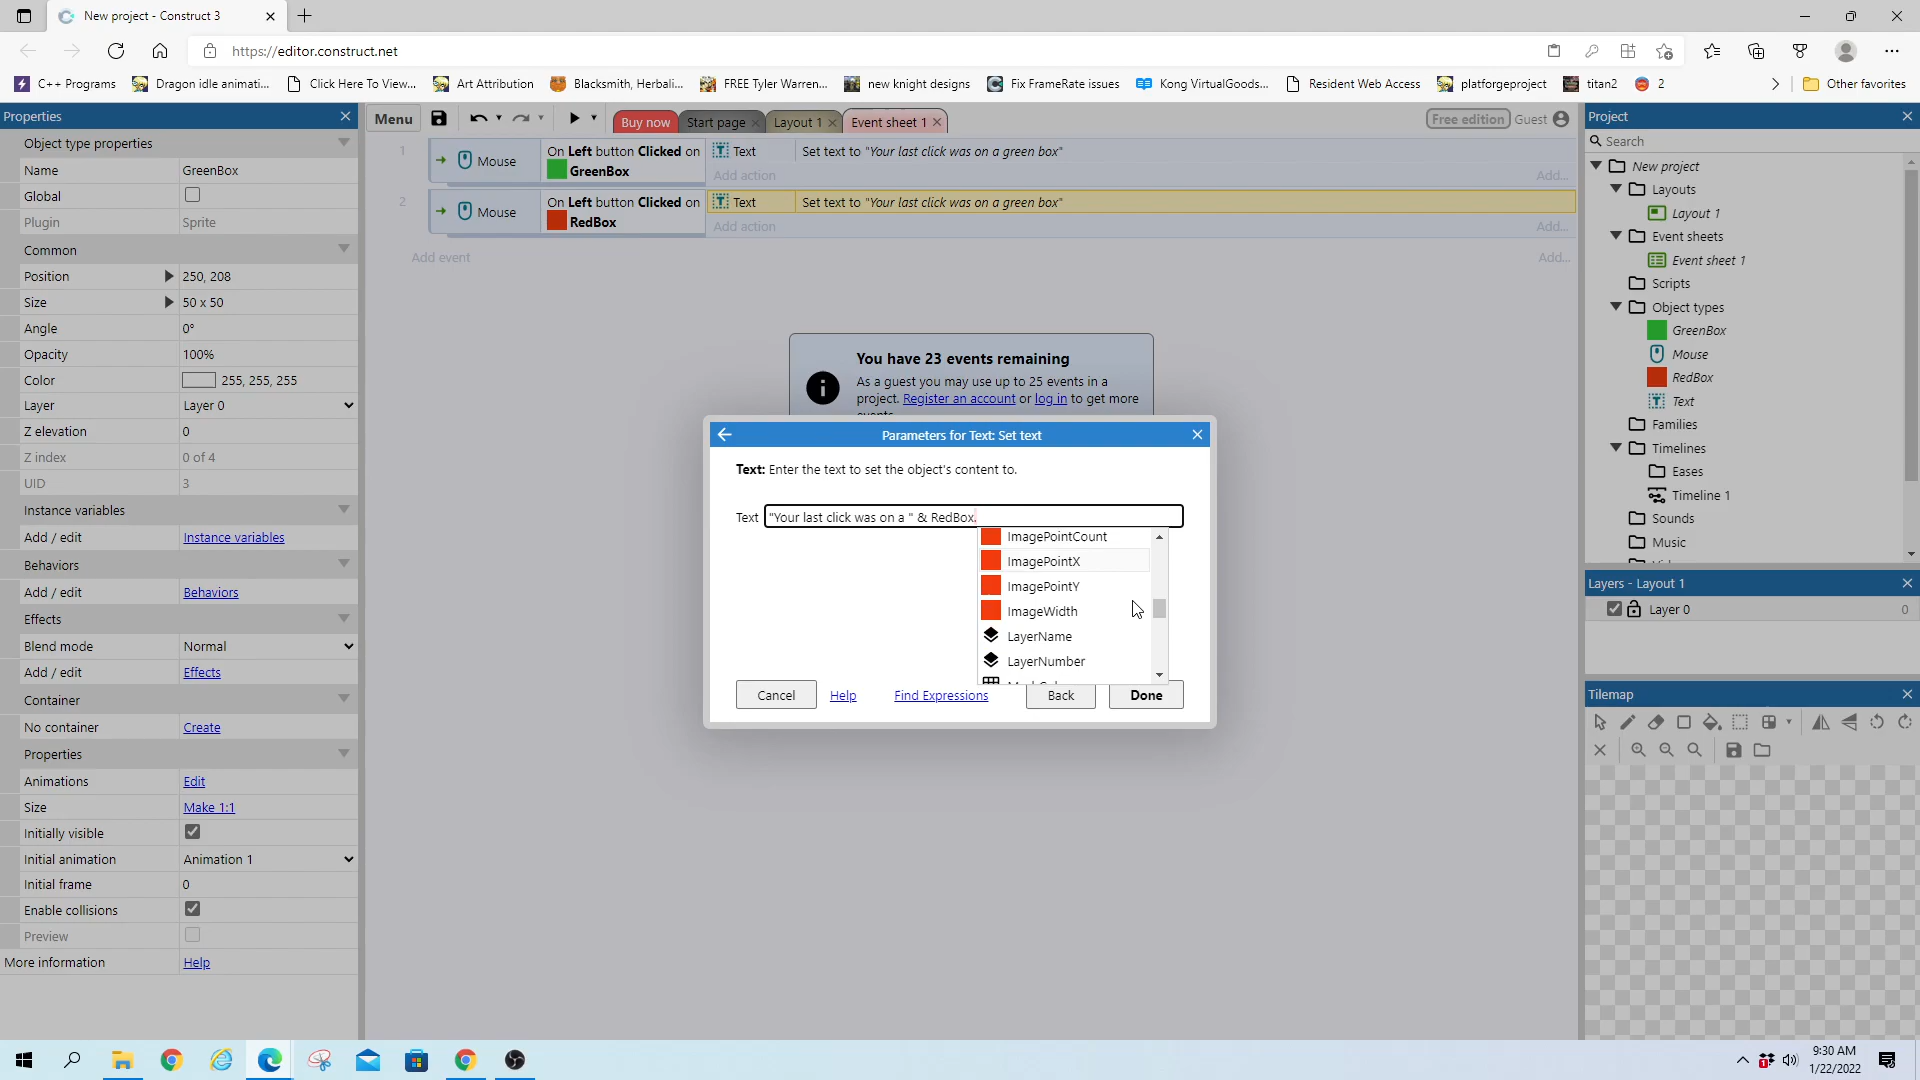 New project - Construct 3
https://editor.construct.net
C++ Programs
Dragon idle animati...
Click Here To View...
Art Attribution
Blacksmith, Herbali...
FREE Tyler Warren...
new knight designs
Fix FrameRate issues
Kong VirtualGoods...
Resident Web Access
platforgeproject
titan2
2
Other favorites
Properties
Object type properties
Name GreenBox
Global
Plugin Sprite
Common
Position 250, 208
Size 50 x 50
Angle 0°
Opacity 100%
Color 255, 255, 255
Layer Layer 0
Z elevation 0
Z index 0 of 4
UID 3
Instance variables
Add / edit Instance variables
Behaviors
Add / edit Behaviors
Effects
Blend mode Normal
Add / edit Effects
Container
No container Create
Properties
Animations Edit
Size Make 1:1
Initially visible
Initial animation Animation 1
Initial frame 0
Enable collisions
Preview
More information Help
Menu
Buy now
Start page
Layout 1
Event sheet 1
Free edition
Guest
1 Mouse On Left button Clicked on GreenBox
Text Set text to "Your last click was on a green box"
Add action Add...
2 Mouse On Left button Clicked on RedBox
Text Set text to "Your last click was on a green box"
Add action Add...
Add event Add...
You have 23 events remaining
As a guest you may use up to 25 events in a
project. Register an account or log in to get more
Parameters for Text: Set text
Text: Enter the text to set the object's content to.
Text "Your last click was on a " & RedBox.
ImagePointCount
ImagePointX
ImagePointY
ImageWidth
LayerName
LayerNumber
Cancel
Help
Find Expressions
Back
Done
Project
Search
New project
Layouts
Layout 1
Event sheets
Event sheet 1
Scripts
Object types
GreenBox
Mouse
RedBox
Text
Families
Timelines
Eases
Timeline 1
Sounds
Music
Layers - Layout 1
Layer 0 0
Tilemap
9:30 AM
1/22/2022